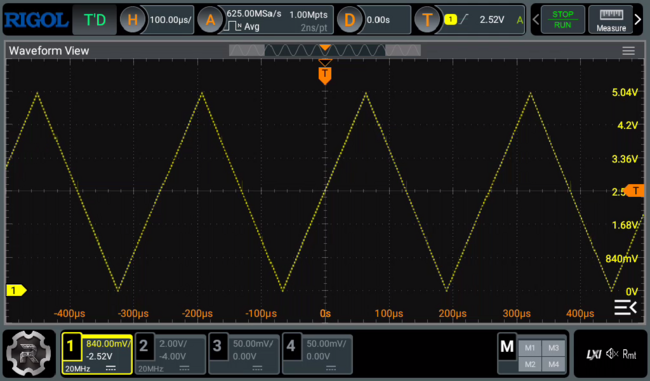 RIGOL T'D H 100.00µs/ A 625.00MSa/s 1.00Mpts D 0.00s T 1 2.52V A STOP
Avg 2ns/pt RUN Measure
Waveform View
T
5.04V
4.2V
3.36V
T
1.68V
840mV
1 0V
-400µs -300µs -200µs -100µs 0s 100µs 200µs 300µs 400µs
1 840.00mV/ 2 2.00V/ 3 50.00mV/ 4 50.00mV/ M M1 M3 LXI Rmt
-2.52V -4.00V 0.00V 0.00V M2 M4
20MHz 20MHz